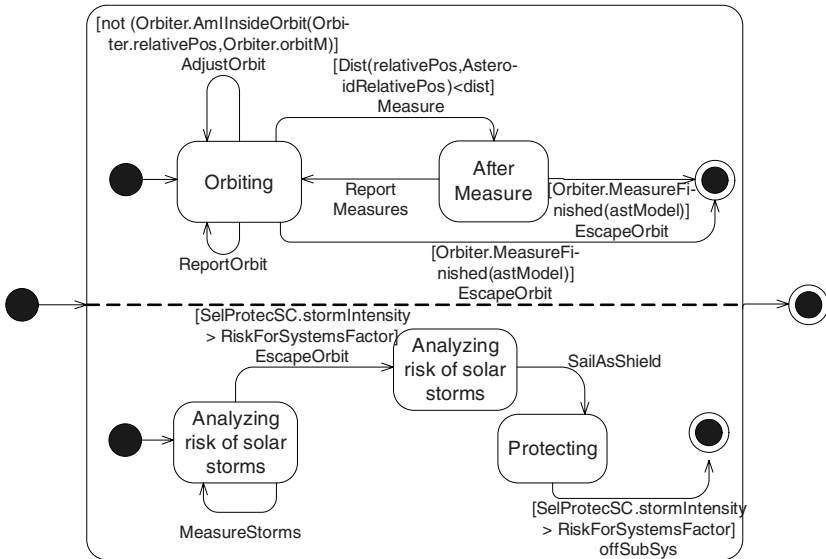 [not (Orbiter.AmIInsideOrbit(Orbi-
ter.relativePos,Orbiter.orbitM)]
AdjustOrbit
[Dist(relativePos,Astero-
idRelativePos)<dist]
Measure
Orbiting
After
Measure
Report
Measures
[Orbiter.MeasureFi-
nished(astModel)]
EscapeOrbit
ReportOrbit
[Orbiter.MeasureFi-
nished(astModel)]
EscapeOrbit
[SelProtecSC.stormIntensity
> RiskForSystemsFactor]
EscapeOrbit
Analyzing
risk of solar
storms
SailAsShield
Analyzing
risk of solar
storms
Protecting
MeasureStorms
[SelProtecSC.stormIntensity
> RiskForSystemsFactor]
offSubSys